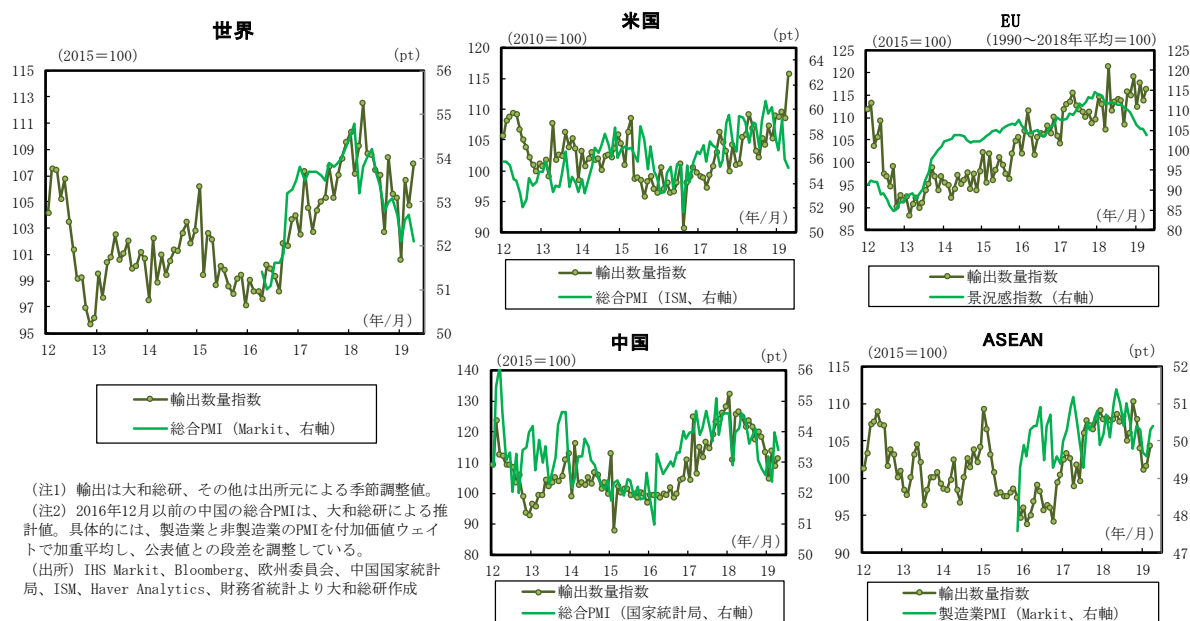 世界
(2015＝100)
(pt)
115
113
111
109
107
105
103
101
99
97
95
56
55
54
53
52
51
50
(年/月)
12 13 14 15 16 17 18 19
輸出数量指数
総合PMI（Markit、右軸）
米国
(2010＝100)
(pt)
120
115
110
105
100
95
90
64
62
60
58
56
54
52
50
(年/月)
12 13 14 15 16 17 18 19
輸出数量指数
総合PMI（ISM、右軸）
EU
(2015＝100)
(1990～2018年平均＝100)
125
120
115
110
105
100
95
90
85
125
120
115
110
105
100
95
90
85
80
(年/月)
12 13 14 15 16 17 18 19
輸出数量指数
景況感指数（右軸）
中国
(2015＝100)
(pt)
140
130
120
110
100
90
80
56
55
54
53
52
51
50
(年/月)
12 13 14 15 16 17 18 19
輸出数量指数
総合PMI（国家統計局、右軸）
ASEAN
(2015＝100)
(pt)
115
110
105
100
95
90
52
51
50
49
48
47
(年/月)
12 13 14 15 16 17 18 19
輸出数量指数
製造業PMI（Markit、右軸）
（注1）輸出は大和総研、その他は出所元による季節調整値。
（注2）2016年12月以前の中国の総合PMIは、大和総研による推
計値。具体的には、製造業と非製造業のPMIを付加価値ウェイ
トで加重平均し、公表値との段差を調整している。
（出所）IHS Markit、Bloomberg、欧州委員会、中国国家統計
局、ISM、Haver Analytics、財務省統計より大和総研作成